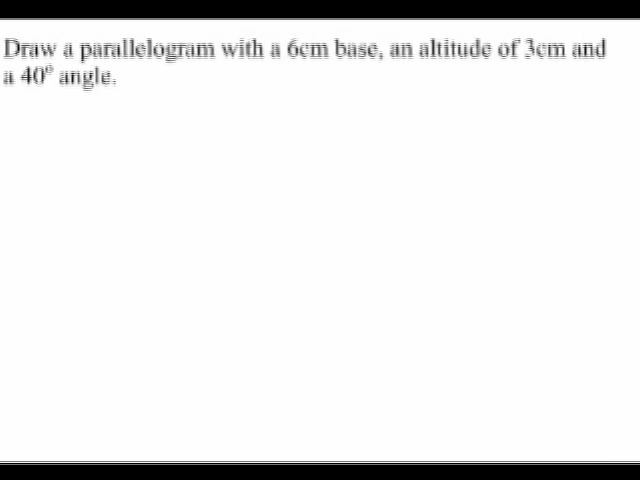 Draw a parallelogram with a 6cm base, an altitude of 3cm and
a 40° angle.